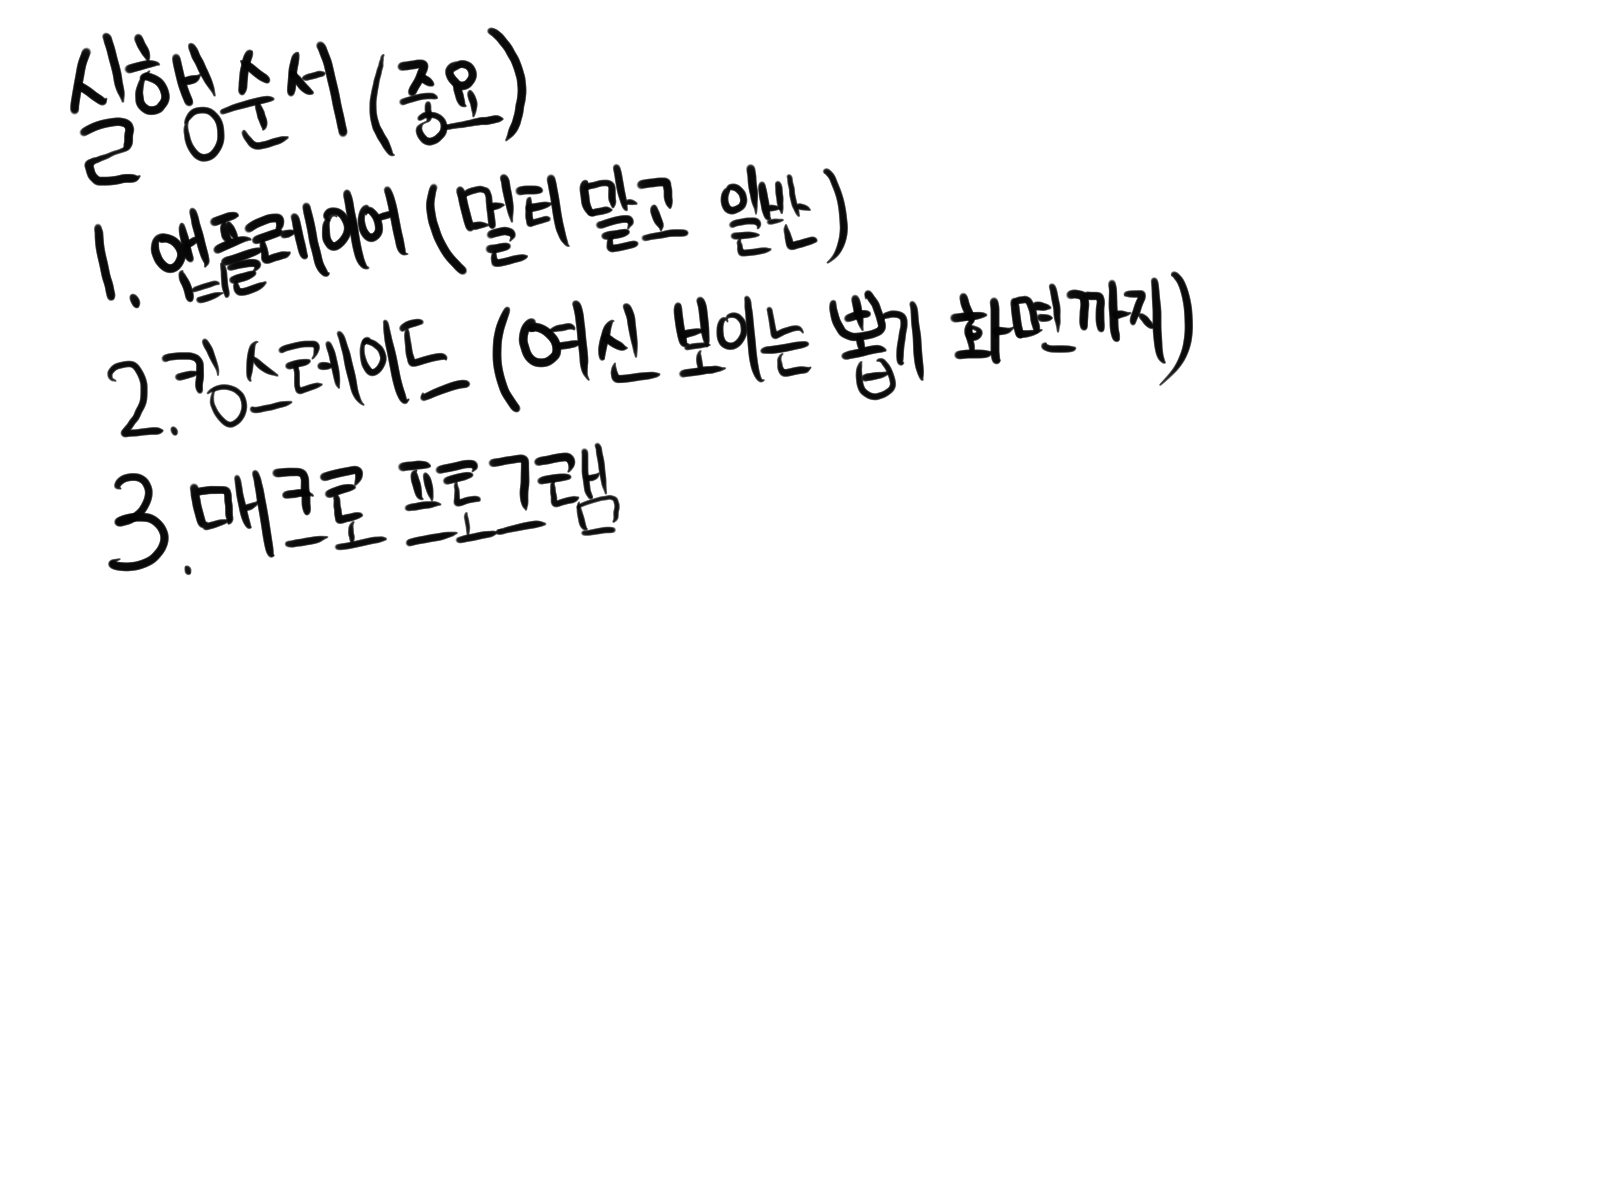 실행순서 (중요)
1. 앱플레이어 (멀티 말고 일반)
2. 킹스레이드 (여신 보이는 뽑기 화면까지)
3. 매크로 프로그램